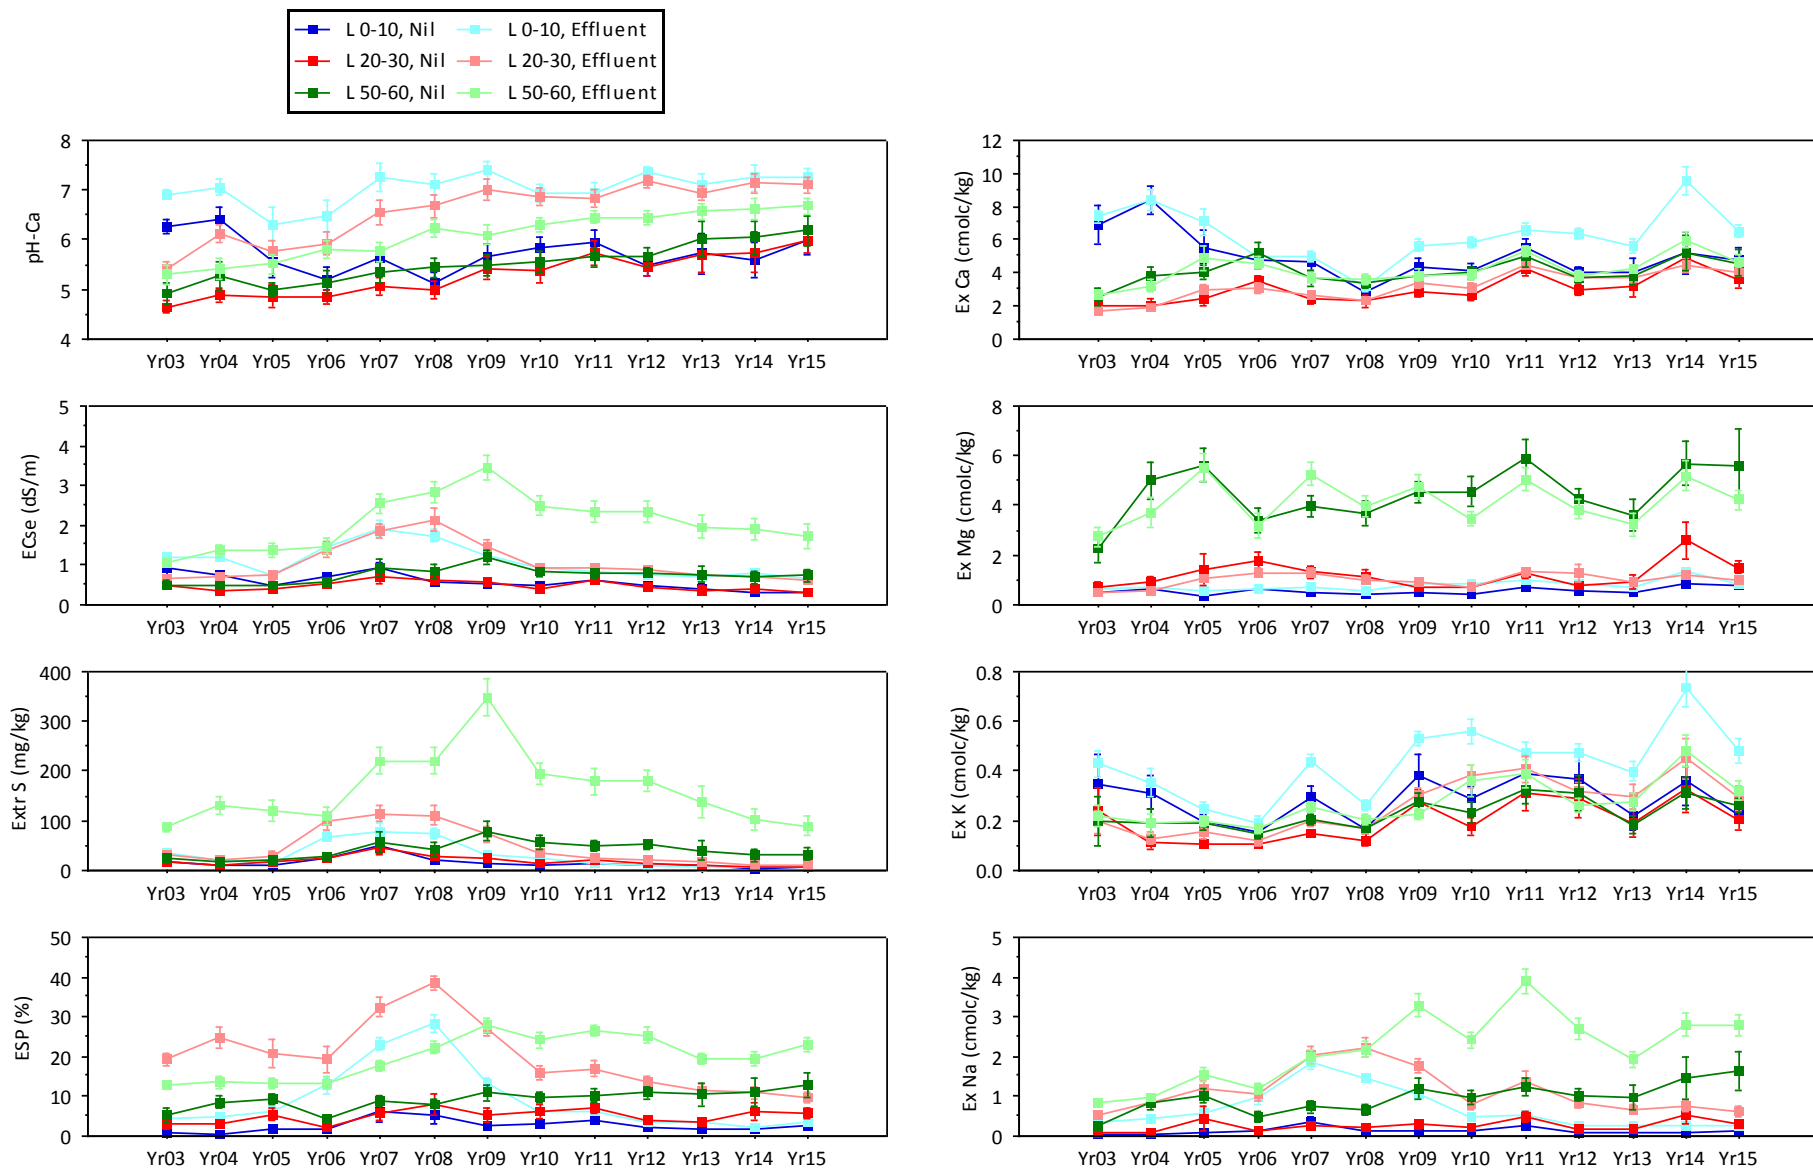 L 0-10, Nil
L 0-10, Effluent
L 20-30, Nil
L 20-30, Effluent
L 50-60, Nil
L 50-60, Effluent
pH-Ca
8
7
6
5
4
Yr03 Yr04 Yr05 Yr06 Yr07 Yr08 Yr09 Yr10 Yr11 Yr12 Yr13 Yr14 Yr15
Ex Ca (cmolc/kg)
12
10
8
6
4
2
0
Yr03 Yr04 Yr05 Yr06 Yr07 Yr08 Yr09 Yr10 Yr11 Yr12 Yr13 Yr14 Yr15
ECse (dS/m)
5
4
3
2
1
0
Yr03 Yr04 Yr05 Yr06 Yr07 Yr08 Yr09 Yr10 Yr11 Yr12 Yr13 Yr14 Yr15
Ex Mg (cmolc/kg)
8
6
4
2
0
Yr03 Yr04 Yr05 Yr06 Yr07 Yr08 Yr09 Yr10 Yr11 Yr12 Yr13 Yr14 Yr15
Extr S (mg/kg)
400
300
200
100
0
Yr03 Yr04 Yr05 Yr06 Yr07 Yr08 Yr09 Yr10 Yr11 Yr12 Yr13 Yr14 Yr15
Ex K (cmolc/kg)
0.8
0.6
0.4
0.2
0.0
Yr03 Yr04 Yr05 Yr06 Yr07 Yr08 Yr09 Yr10 Yr11 Yr12 Yr13 Yr14 Yr15
ESP (%)
50
40
30
20
10
0
Yr03 Yr04 Yr05 Yr06 Yr07 Yr08 Yr09 Yr10 Yr11 Yr12 Yr13 Yr14 Yr15
Ex Na (cmolc/kg)
5
4
3
2
1
0
Yr03 Yr04 Yr05 Yr06 Yr07 Yr08 Yr09 Yr10 Yr11 Yr12 Yr13 Yr14 Yr15